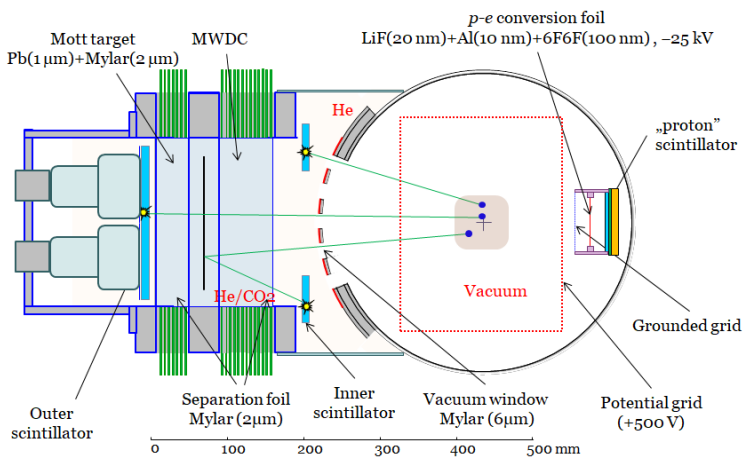 Mott target
Pb(1 μm)+Mylar(2 μm)
MWDC
p-e conversion foil
LiF(20 nm)+Al(10 nm)+6F6F(100 nm) , −25 kV
He
„proton”
scintillator
He/CO2
Vacuum
Grounded grid
Outer
scintillator
Separation foil
Mylar (2μm)
Inner
scintillator
Vacuum window
Mylar (6μm)
Potential grid
(+500 V)
0 100 200 300 400 500 mm